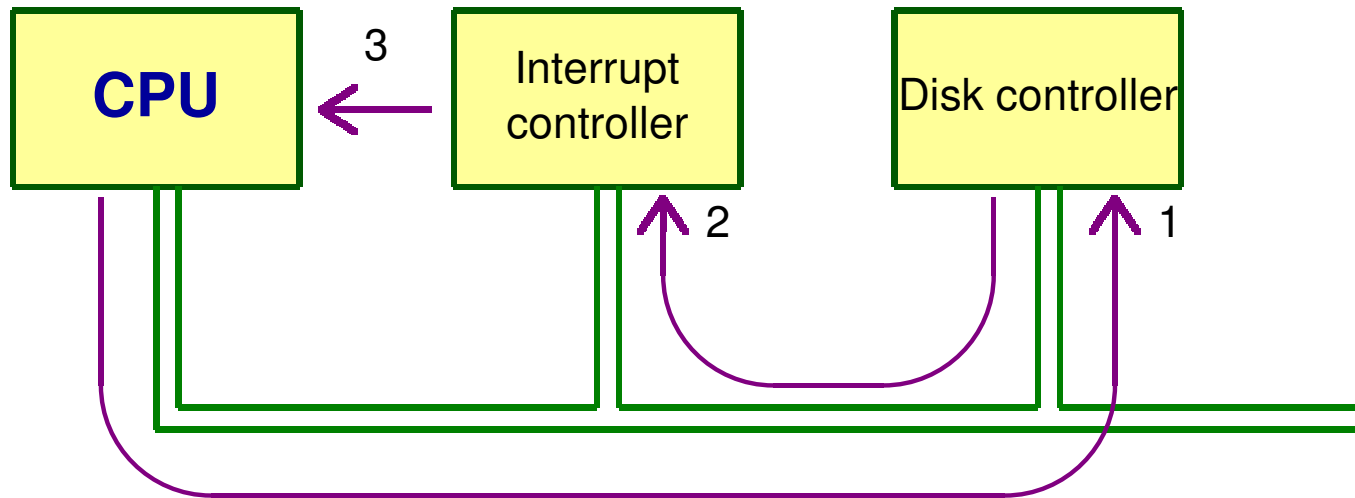 CPU
3
Interrupt
controller
Disk controller
2
1